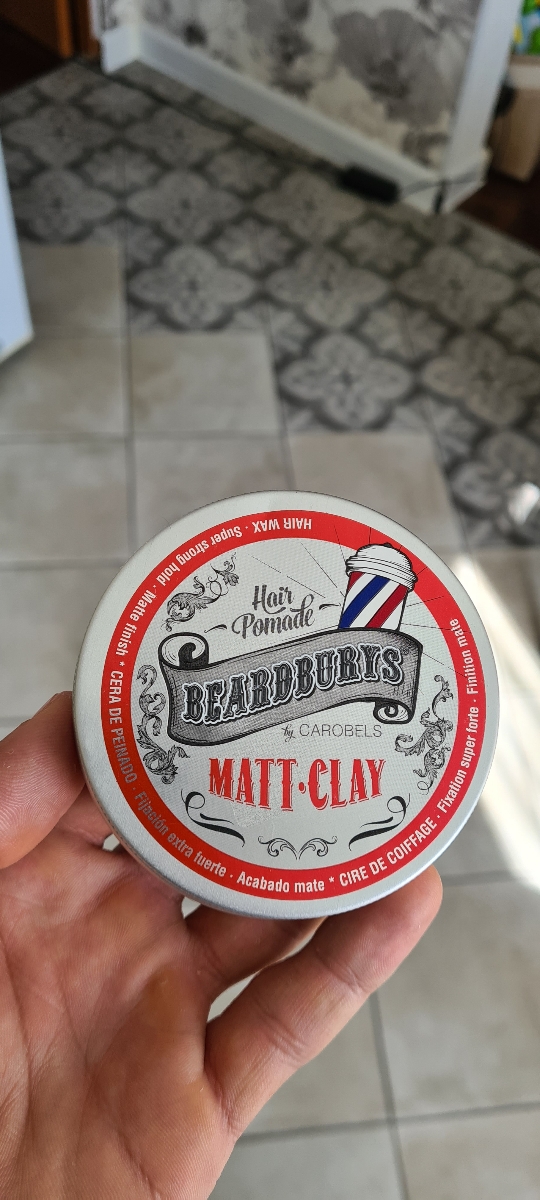 Hair
Pomade
BEARDBURYS
by CAROBELS
MATT·CLAY
HAIR WAX · Super strong hold · Matte finish * CERA DE PEINADO · Fijación extra fuerte · Acabado mate * CIRE DE COIFFAGE · Fixation super forte · Finition mate